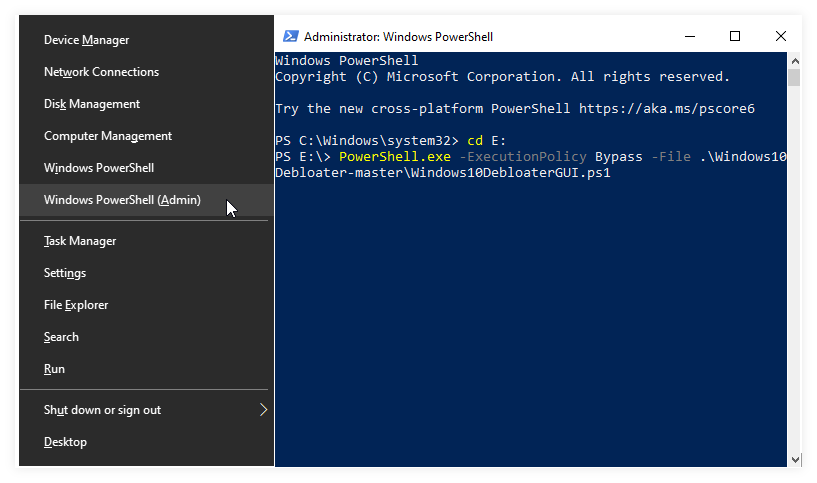 Device Manager
Network Connections
Disk Management
Computer Management
Windows PowerShell
Windows PowerShell (Admin)
Task Manager
Settings
File Explorer
Search
Run
Shut down or sign out
Desktop
Administrator: Windows PowerShell
Windows PowerShell
Copyright (C) Microsoft Corporation. All rights reserved.
Try the new cross-platform PowerShell https://aka.ms/pscore6
PS C:\Windows\system32> cd E:
PS E:\> PowerShell.exe -ExecutionPolicy Bypass -File .\Windows10
Debloater-master\Windows10DebloaterGUI.ps1